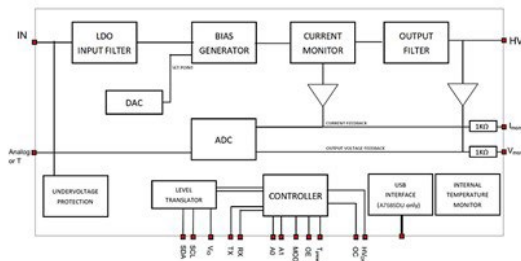 IN
LDO
INPUT FILTER
BIAS
GENERATOR
CURRENT
MONITOR
OUTPUT
FILTER
HV
SET-POINT
DAC
ADC
CURRENT FEEDBACK
1KΩ
OUTPUT VOLTAGE FEEDBACK
1KΩ
Analog
or T
UNDERVOLTAGE
PROTECTION
LEVEL
TRANSLATOR
CONTROLLER
USB
INTERFACE
(A7585DU only)
INTERNAL
TEMPERATURE
MONITOR
SDA
SCL
TX
RX
A0
A1
OC